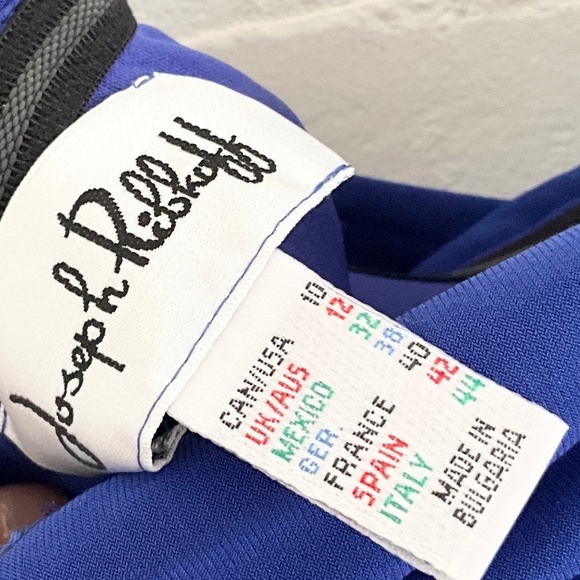 Joseph Ribkoff
CAN/USA 10
UK/AUS 12
MEXICO 32
GER. 38
FRANCE 40
SPAIN 42
ITALY 44
MADE IN
BULGARIA